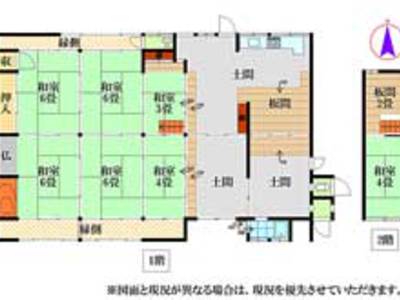 縁側
東
押入
仏
和室
6畳
和室
6畳
和室
3畳
土間
板間
和室
6畳
和室
6畳
和室
4畳
土間
土間
縁側
1階
板間
2畳
和室
4畳
2階
※図面と現況が異なる場合は、現況を優先させていただきます。